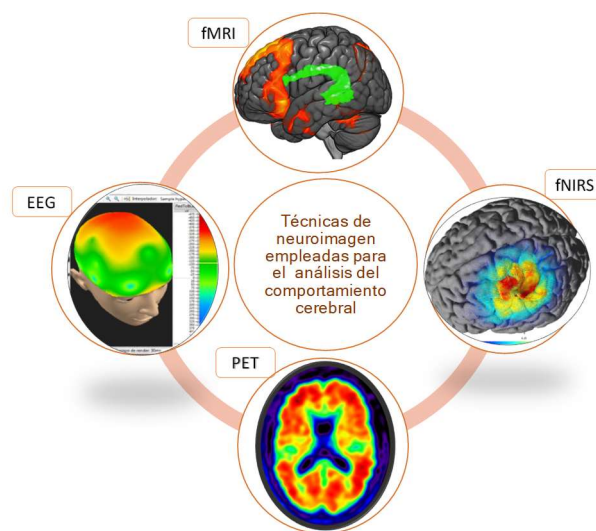 fMRI
EEG
fNIRS
Técnicas de
neuroimagen
empleadas para
el análisis del
comportamiento
cerebral
PET